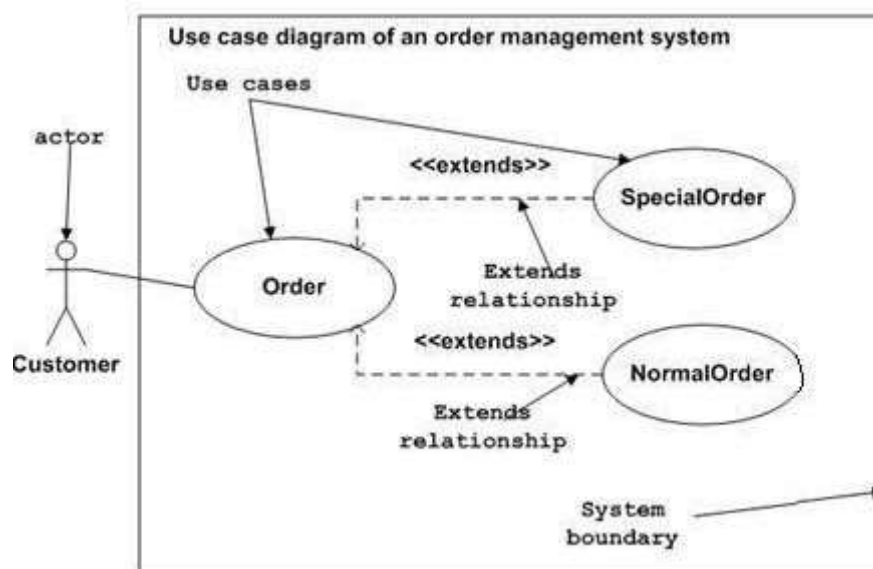 Use case diagram of an order management system
Use cases
actor
<<extends>>
SpecialOrder
Order
Extends
relationship
Customer
<<extends>>
NormalOrder
Extends
relationship
System
boundary